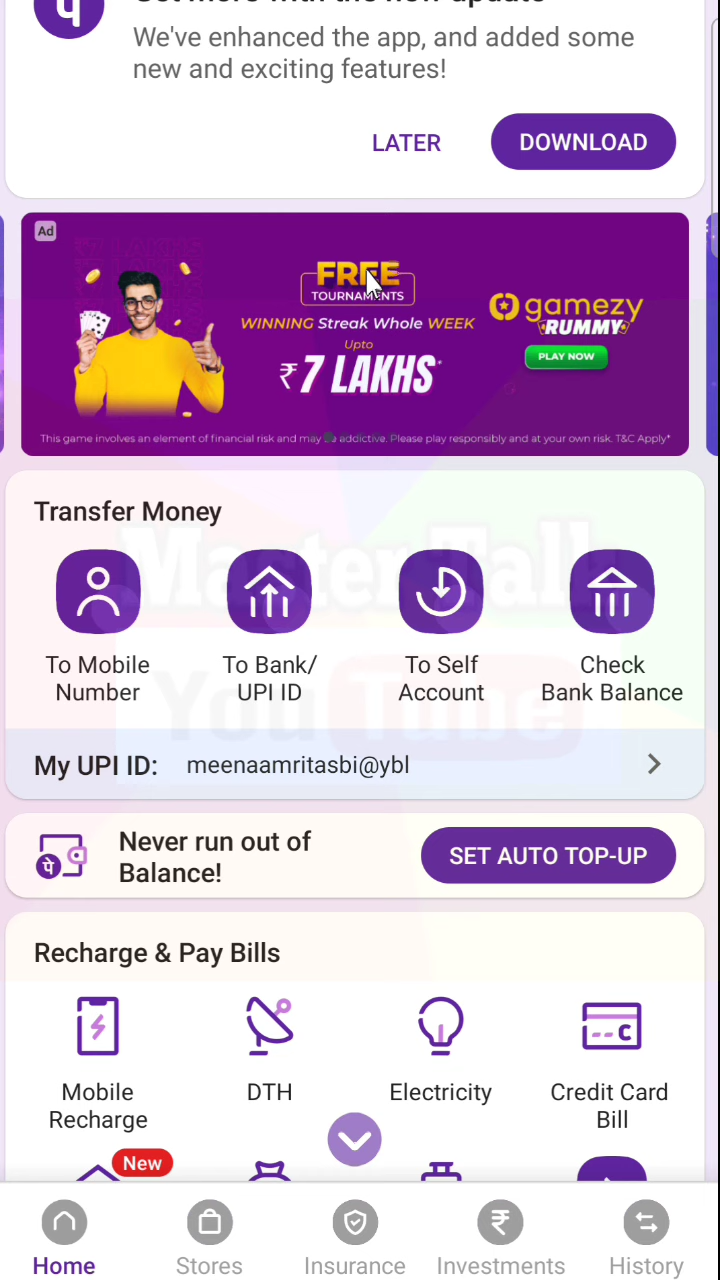 We've enhanced the app, and added some
new and exciting features!
LATER
DOWNLOAD
Ad
FREE
TOURNAMENTS
WINNING Streak Whole WEEK
Upto
₹7 LAKHS*
gamezy
RUMMY
PLAY NOW
This game involves an element of financial risk and may be addictive. Please play responsibly and at your own risk. T&C Apply*
Transfer Money
MasterTalk
YouTube
To Mobile
Number
To Bank/
UPI ID
To Self
Account
Check
Bank Balance
My UPI ID: meenaamritasbi@ybl
पे
Never run out of
Balance!
SET AUTO TOP-UP
Recharge & Pay Bills
Mobile
Recharge
DTH
Electricity
Credit Card
Bill
New
Home
Stores
Insurance
Investments
History